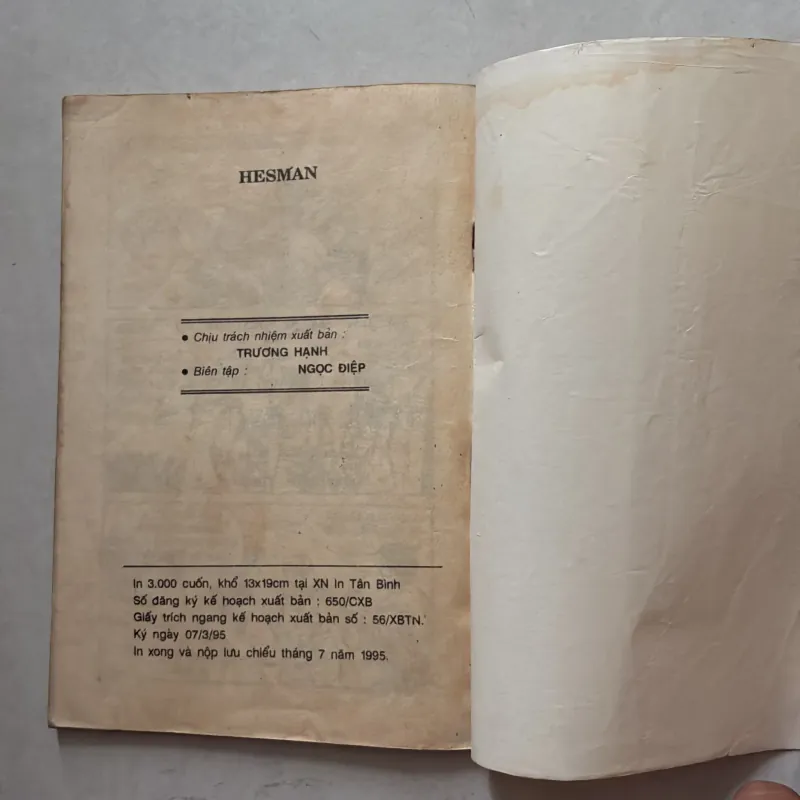 HESMAN
• Chịu trách nhiệm xuất bản :
TRƯƠNG HẠNH
• Biên tập : NGỌC ĐIỆP
In 3.000 cuốn, khổ 13x19cm tại XN In Tân Bình
Số đăng ký kế hoạch xuất bản : 650/CXB
Giấy trích ngang kế hoạch xuất bản số : 56/XBTN.
Ký ngày 07/3/95
In xong và nộp lưu chiểu tháng 7 năm 1995.